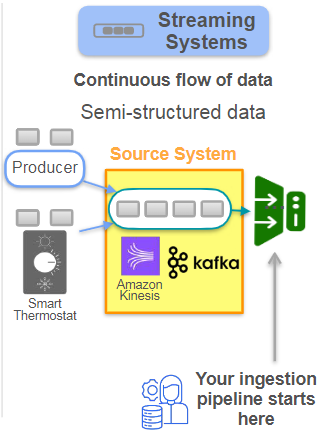 Streaming
Systems
Continuous flow of data
Semi-structured data
Source System
Producer
Smart
Thermostat
Amazon
Kinesis
kafka
Your ingestion
pipeline starts
here